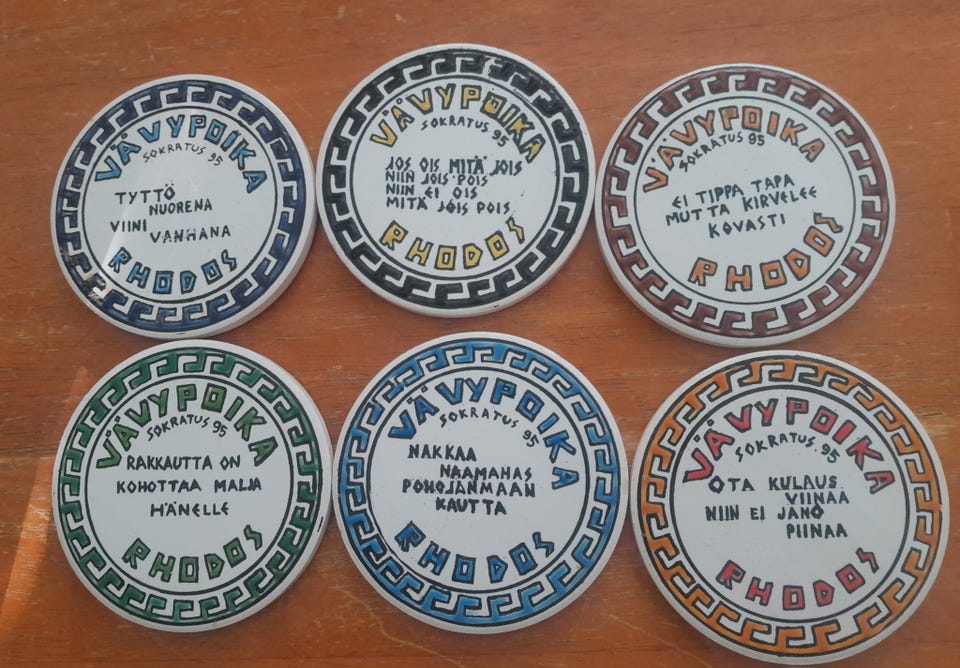 VÄVYPOIKA
SOKRATUS 95
TYTTÖ
NUORENA
VIINI
VANHANA
RHODOS
VÄVYPOIKA
SOKRATUS 95
JOS OIS MITÄ JOIS
NIIN JOIS POIS
NIIN EI OIS
MITÄ JOIS POIS
RHODOS
VÄVYPOIKA
SOKRATUS 95
EI TIPPA TAPA
MUTTA KIRVELEE
KOVASTI
RHODOS
VÄVYPOIKA
SOKRATUS 95
RAKKAUTTA ON
KOHOTTAA MALJA
HÄNELLE
RHODOS
VÄVYPOIKA
SOKRATUS 95
NAKKAA
NAAMAHAS
POHOJANMAAN
KAUTTA
RHODOS
VÄVYPOIKA
SOKRATUS 95
OTA KULAUS
VIINAA
NIIN EI JANO
PIINAA
RHODOS